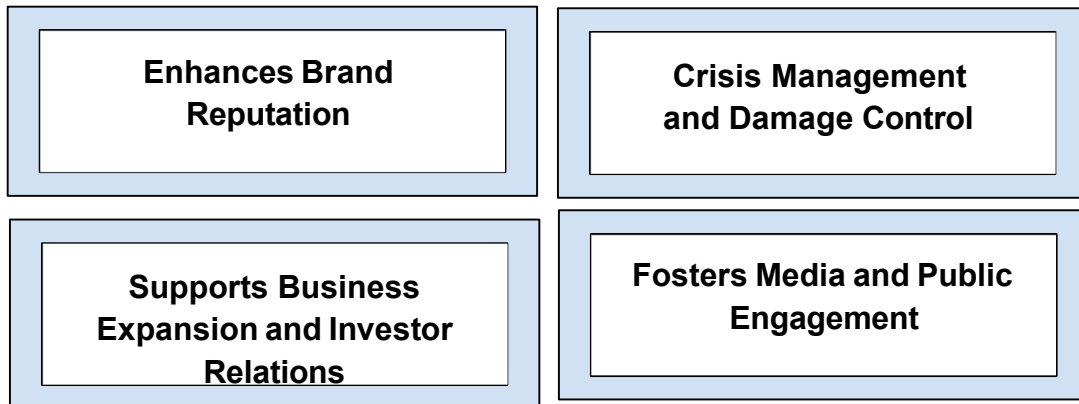 Enhances Brand
Reputation
Crisis Management
and Damage Control
Supports Business
Expansion and Investor
Relations
Fosters Media and Public
Engagement